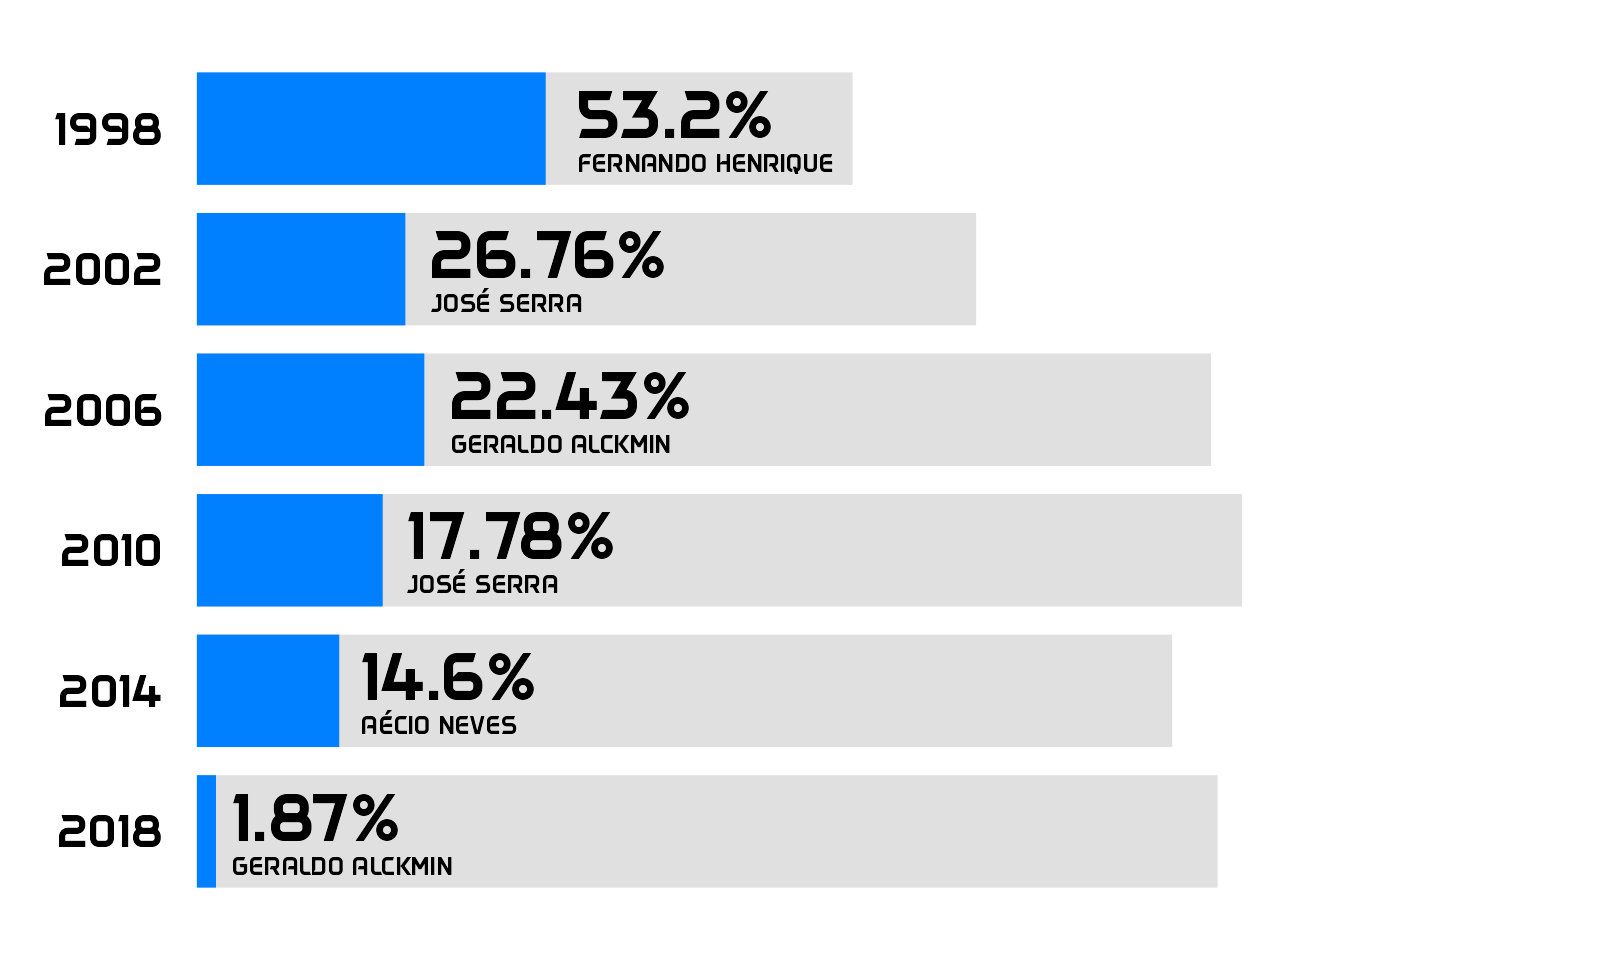 1998
53.2%
FERNANDO HENRIQUE
2002
26.76%
JOSÉ SERRA
2006
22.43%
GERALDO ALCKMIN
2010
17.78%
JOSÉ SERRA
2014
14.6%
AÉCIO NEVES
2018
1.87%
GERALDO ALCKMIN